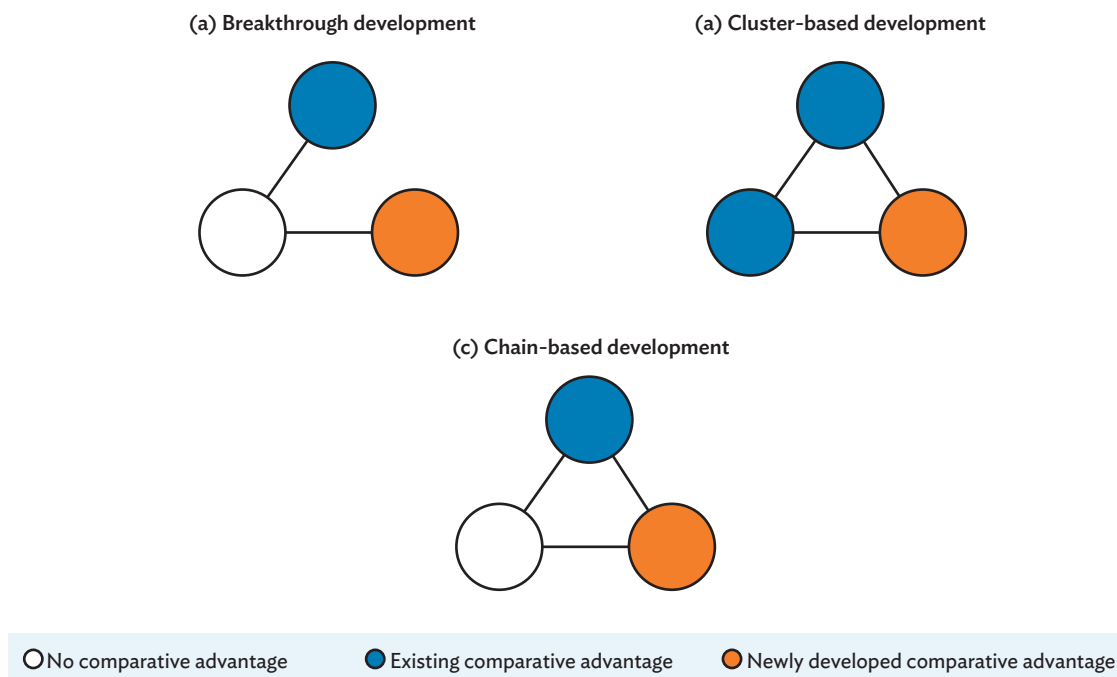 (a) Breakthrough development
(a) Cluster-based development
(c) Chain-based development
No comparative advantage
Existing comparative advantage
Newly developed comparative advantage